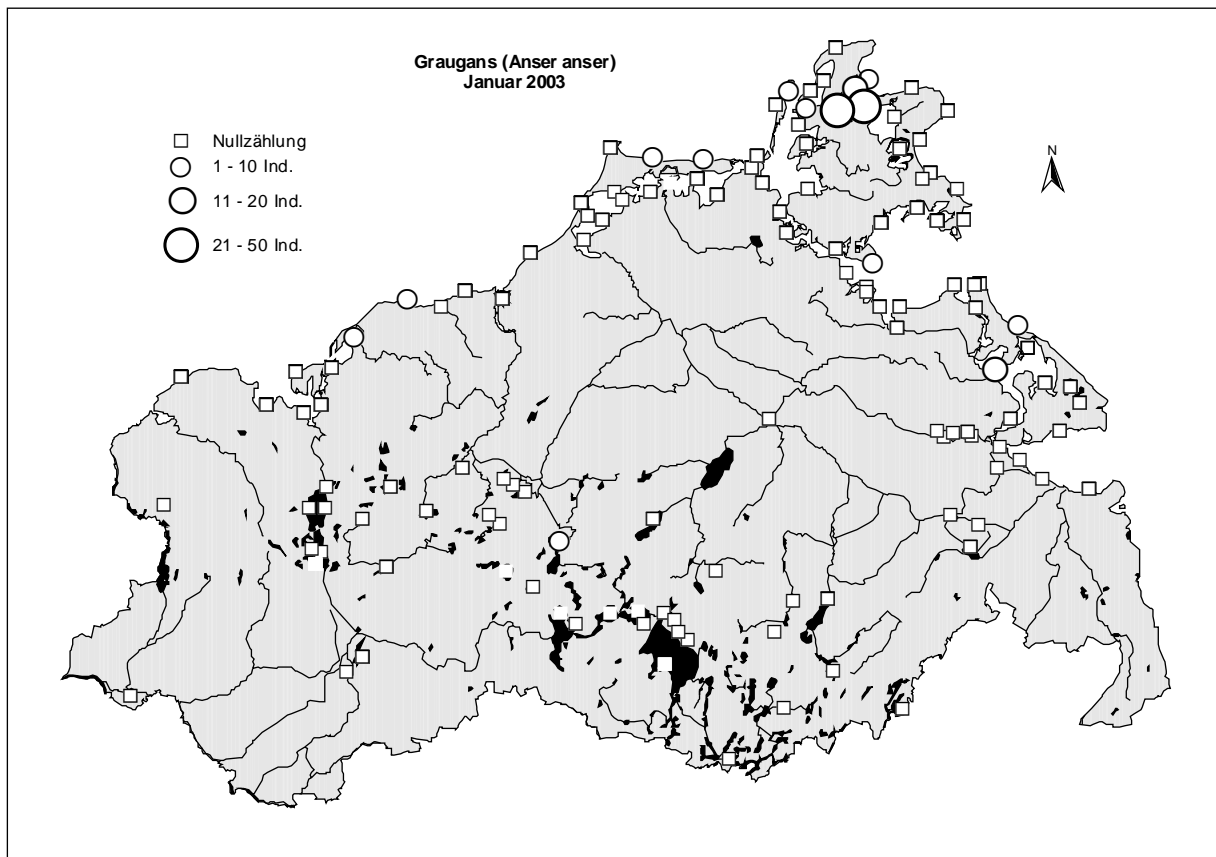 Graugans (Anser anser)
Januar 2003
Nullzählung
1 - 10 Ind.
11 - 20 Ind.
21 - 50 Ind.
N